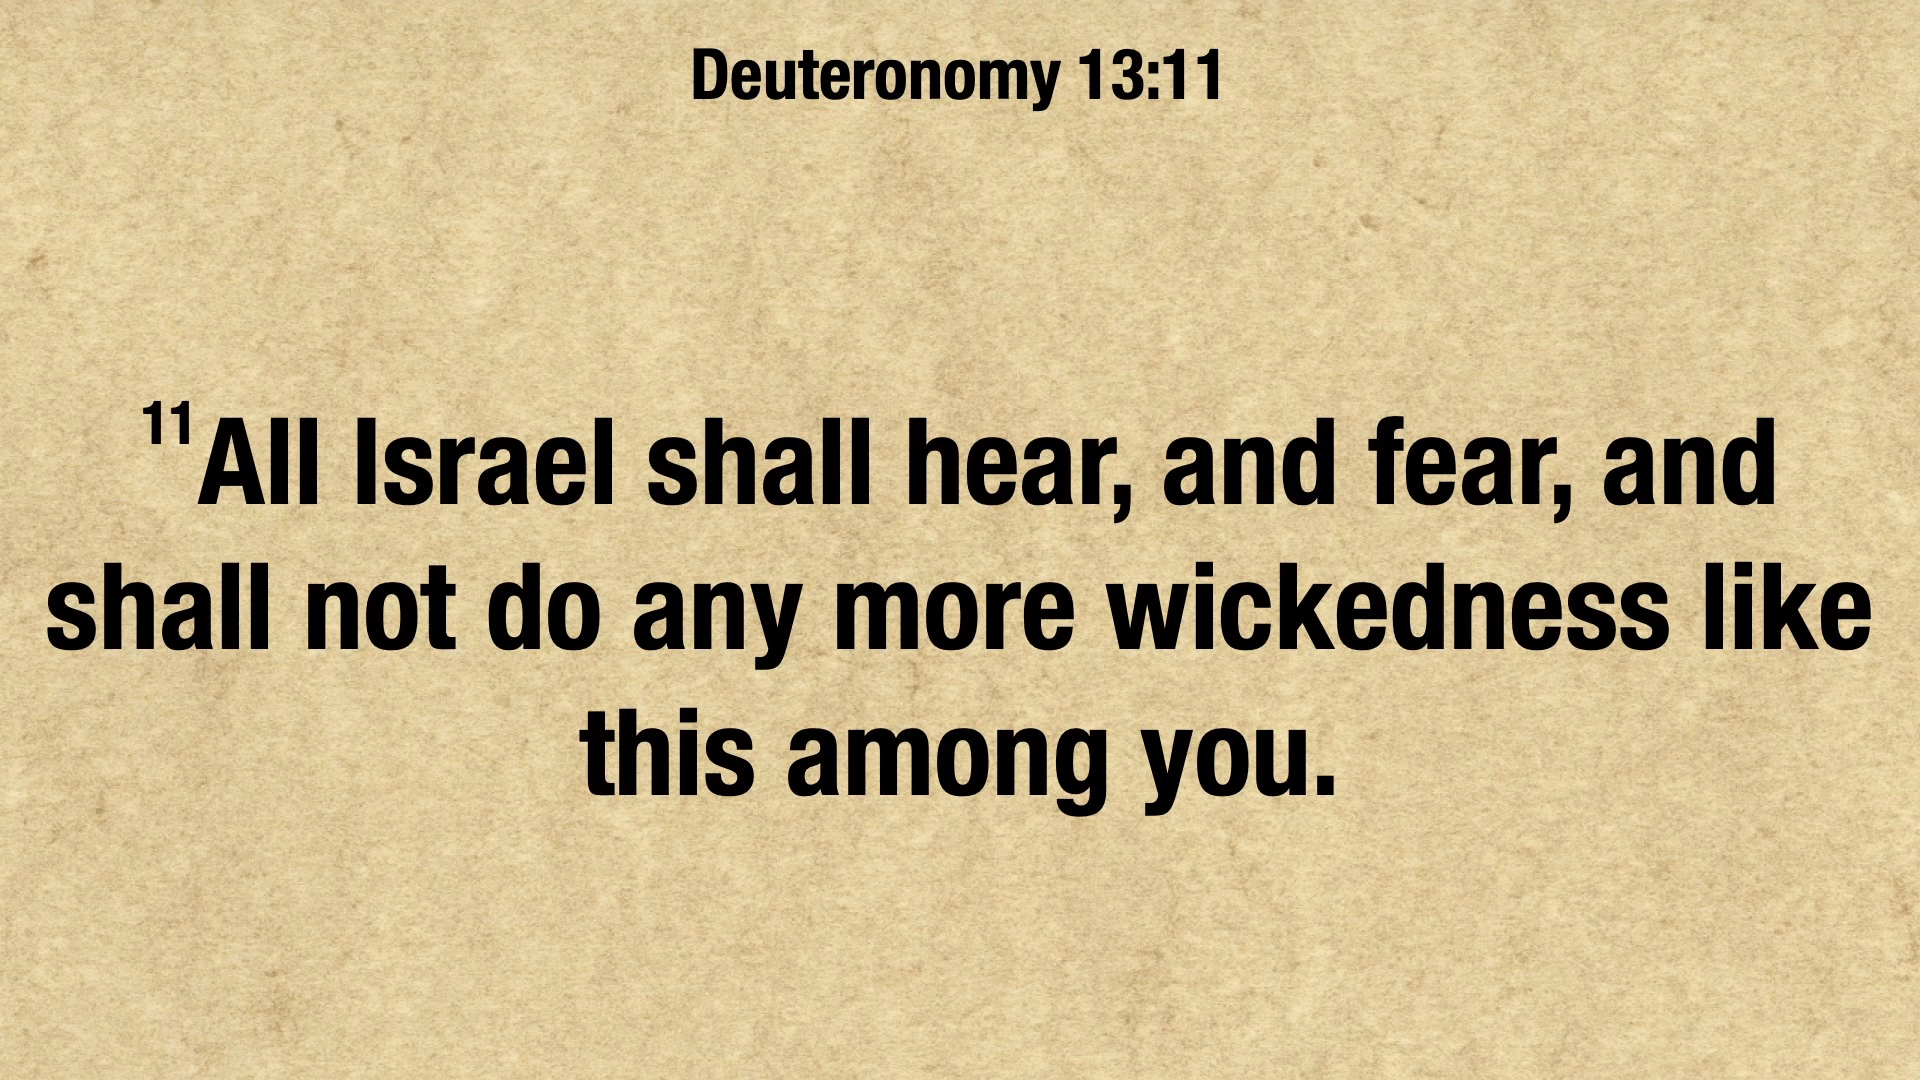 Deuteronomy 13:11
11All Israel shall hear, and fear, and
shall not do any more wickedness like
this among you.